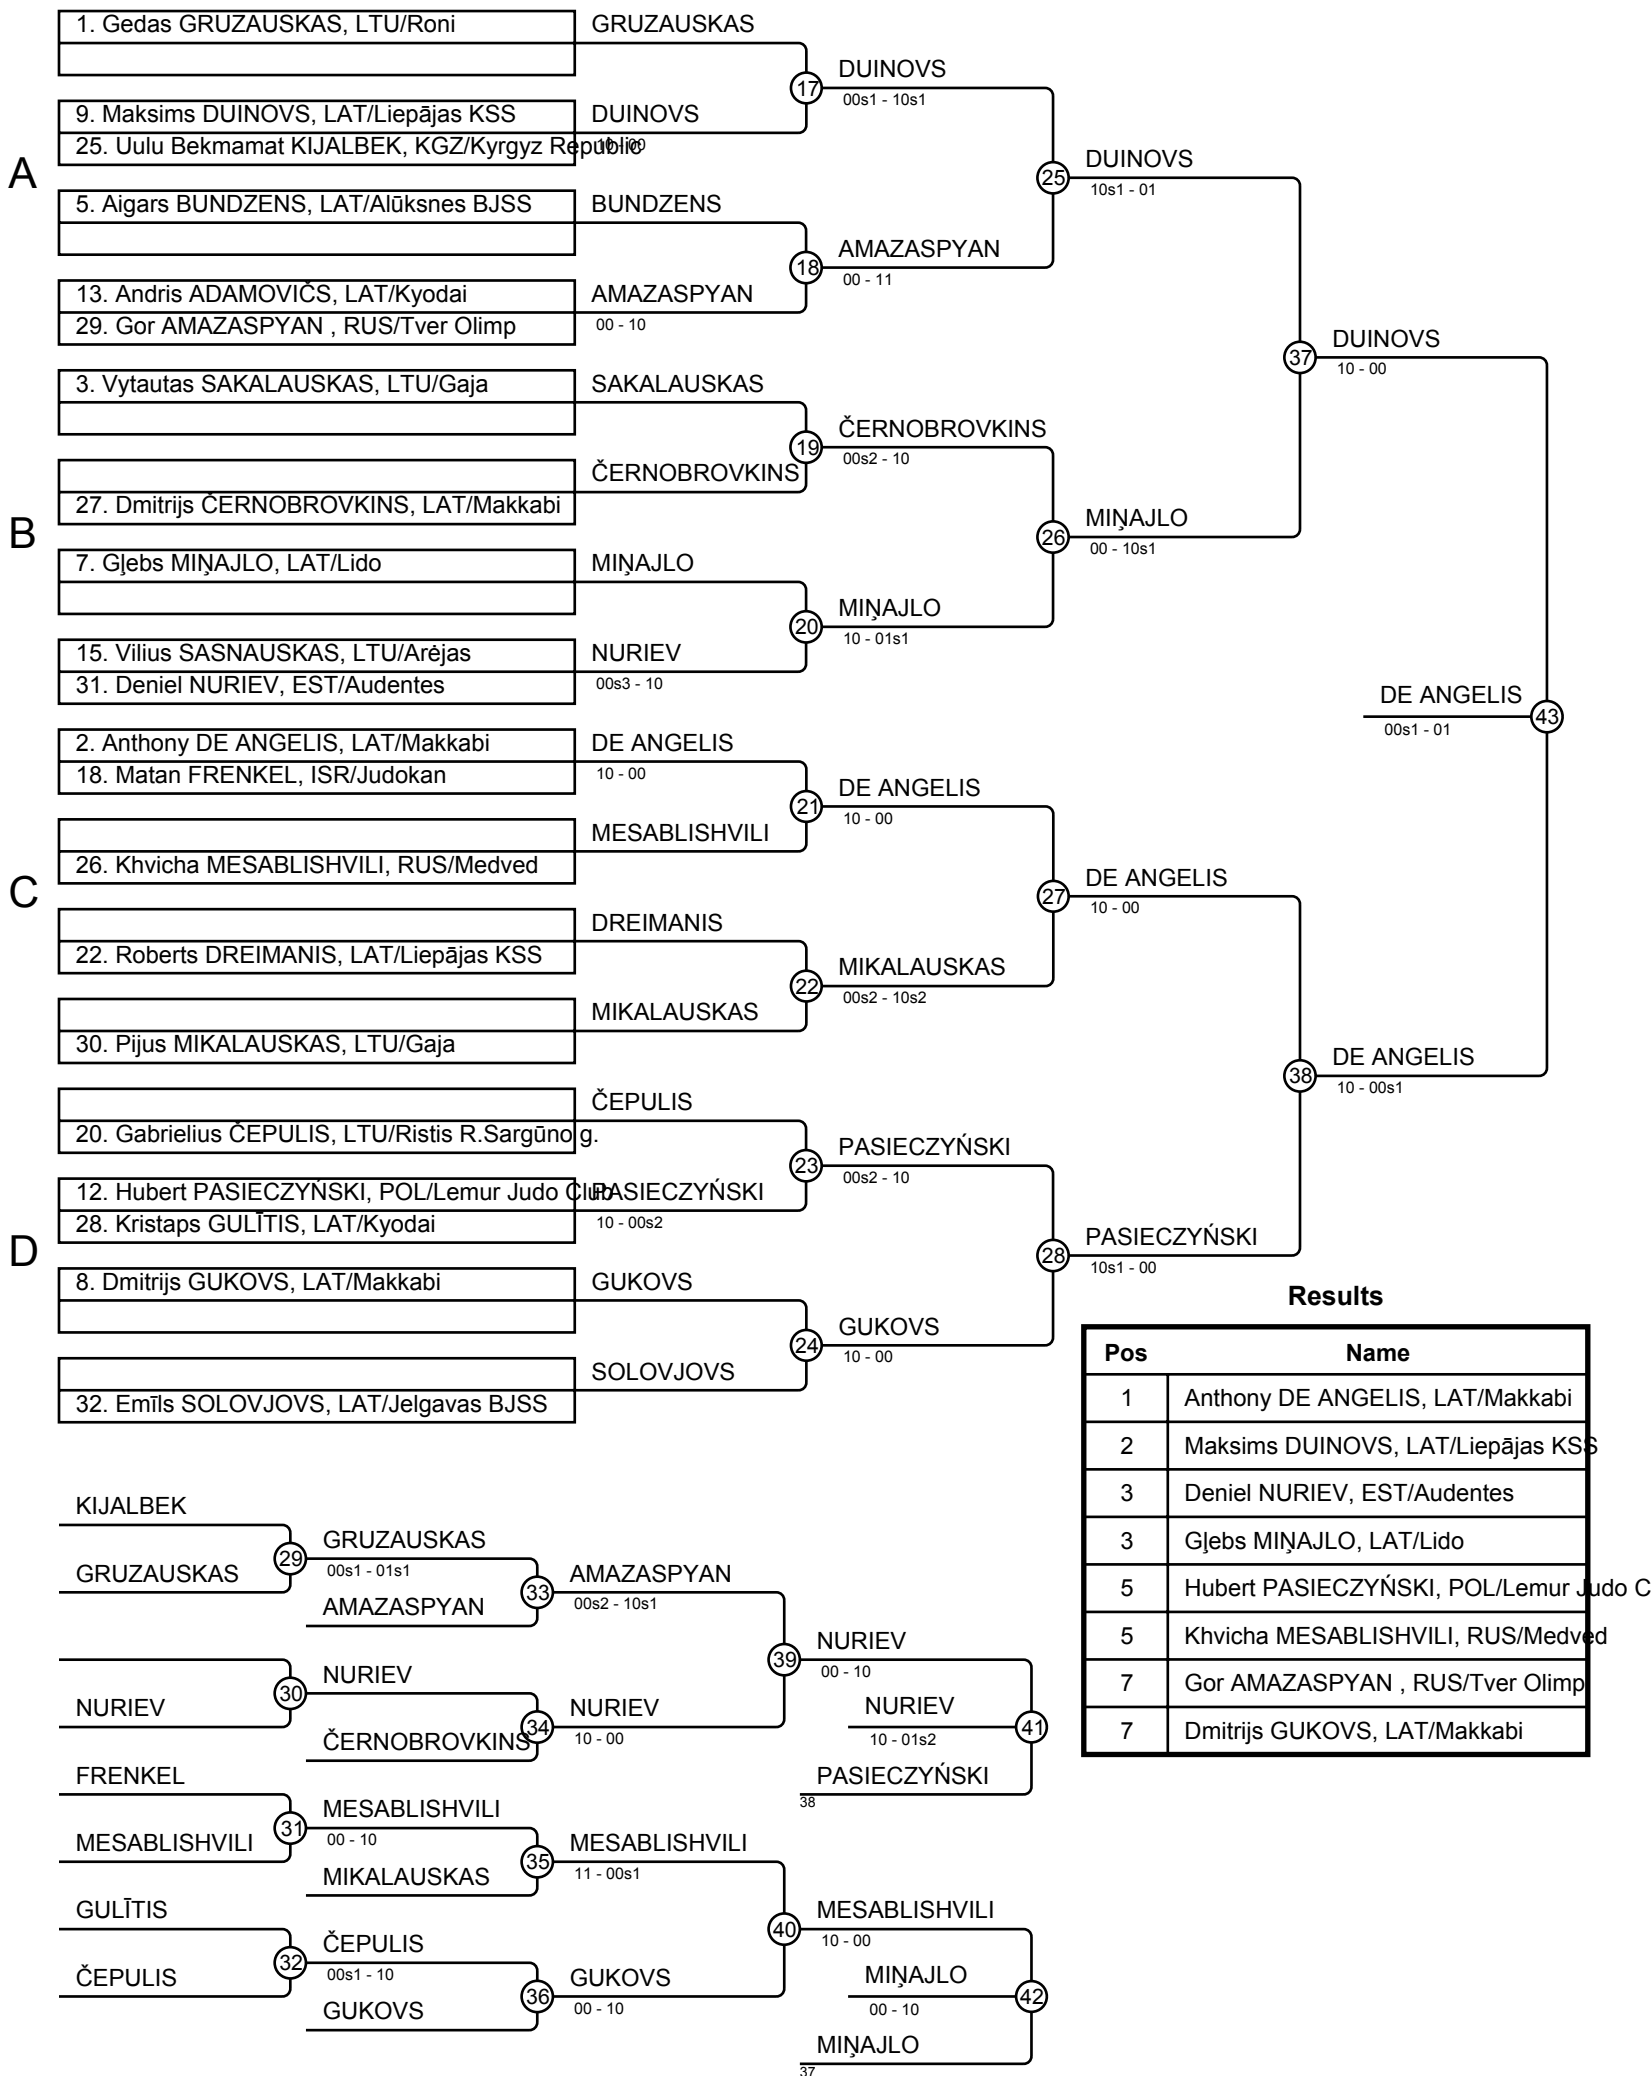 1. Gedas GRUZAUSKAS, LTU/Roni
GRUZAUSKAS
17
DUINOVS
00s1 - 10s1
9. Maksims DUINOVS, LAT/Liepājas KSS
DUINOVS
10 - 00
25. Uulu Bekmamat KIJALBEK, KGZ/Kyrgyz Republic
A
25
DUINOVS
10s1 - 01
5. Aigars BUNDZENS, LAT/Alūksnes BJSS
BUNDZENS
18
AMAZASPYAN
00 - 11
13. Andris ADAMOVIČS, LAT/Kyodai
AMAZASPYAN
00 - 10
29. Gor AMAZASPYAN , RUS/Tver Olimp
37
DUINOVS
10 - 00
3. Vytautas SAKALAUSKAS, LTU/Gaja
SAKALAUSKAS
19
ČERNOBROVKINS
00s2 - 10
ČERNOBROVKINS
27. Dmitrijs ČERNOBROVKINS, LAT/Makkabi
B
26
MIŅAJLO
00 - 10s1
7. Gļebs MIŅAJLO, LAT/Lido
MIŅAJLO
20
MIŅAJLO
10 - 01s1
15. Vilius SASNAUSKAS, LTU/Arėjas
NURIEV
00s3 - 10
31. Deniel NURIEV, EST/Audentes
DE ANGELIS
00s1 - 01
43
2. Anthony DE ANGELIS, LAT/Makkabi
DE ANGELIS
10 - 00
18. Matan FRENKEL, ISR/Judokan
21
DE ANGELIS
10 - 00
MESABLISHVILI
26. Khvicha MESABLISHVILI, RUS/Medved
C
27
DE ANGELIS
10 - 00
DREIMANIS
22. Roberts DREIMANIS, LAT/Liepājas KSS
22
MIKALAUSKAS
00s2 - 10s2
MIKALAUSKAS
30. Pijus MIKALAUSKAS, LTU/Gaja
38
DE ANGELIS
10 - 00s1
ČEPULIS
20. Gabrielius ČEPULIS, LTU/Ristis R.Sargūno g.
23
PASIECZYŃSKI
00s2 - 10
12. Hubert PASIECZYŃSKI, POL/Lemur Judo Club
PASIECZYŃSKI
10 - 00s2
28. Kristaps GULĪTIS, LAT/Kyodai
D
28
PASIECZYŃSKI
10s1 - 00
8. Dmitrijs GUKOVS, LAT/Makkabi
GUKOVS
24
GUKOVS
10 - 00
SOLOVJOVS
32. Emīls SOLOVJOVS, LAT/Jelgavas BJSS
Results
Pos Name
1 Anthony DE ANGELIS, LAT/Makkabi
2 Maksims DUINOVS, LAT/Liepājas KSS
3 Deniel NURIEV, EST/Audentes
3 Gļebs MIŅAJLO, LAT/Lido
5 Hubert PASIECZYŃSKI, POL/Lemur Judo C
5 Khvicha MESABLISHVILI, RUS/Medved
7 Gor AMAZASPYAN , RUS/Tver Olimp
7 Dmitrijs GUKOVS, LAT/Makkabi
KIJALBEK
29
GRUZAUSKAS
00s1 - 01s1
GRUZAUSKAS
33
AMAZASPYAN
00s2 - 10s1
AMAZASPYAN
39
NURIEV
00 - 10
30
NURIEV
NURIEV
34
NURIEV
10 - 00
ČERNOBROVKINS
NURIEV
10 - 01s2
41
PASIECZYŃSKI
38
FRENKEL
31
MESABLISHVILI
00 - 10
MESABLISHVILI
35
MESABLISHVILI
11 - 00s1
MIKALAUSKAS
40
MESABLISHVILI
10 - 00
GULĪTIS
32
ČEPULIS
00s1 - 10
ČEPULIS
36
GUKOVS
00 - 10
GUKOVS
MIŅAJLO
00 - 10
42
MIŅAJLO
37